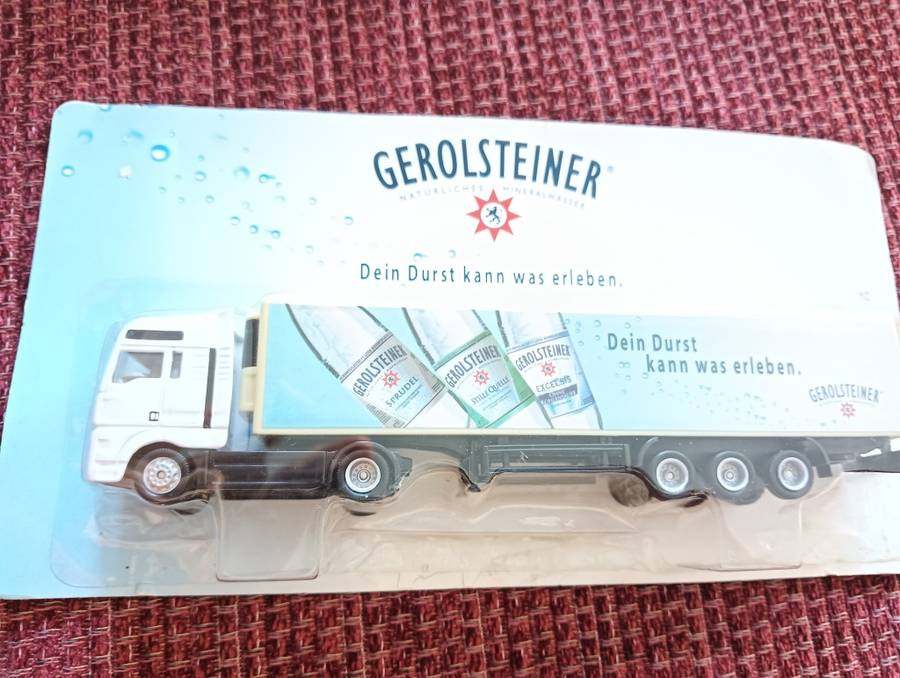 GEROLSTEINER®
NATÜRLICHES MINERALWASSER
Dein Durst kann was erleben.
Dein Durst
kann was erleben.
GEROLSTEINER
SPRUDEL
GEROLSTEINER
STILLE QUELLE
GEROLSTEINER
GEROLSTEINER